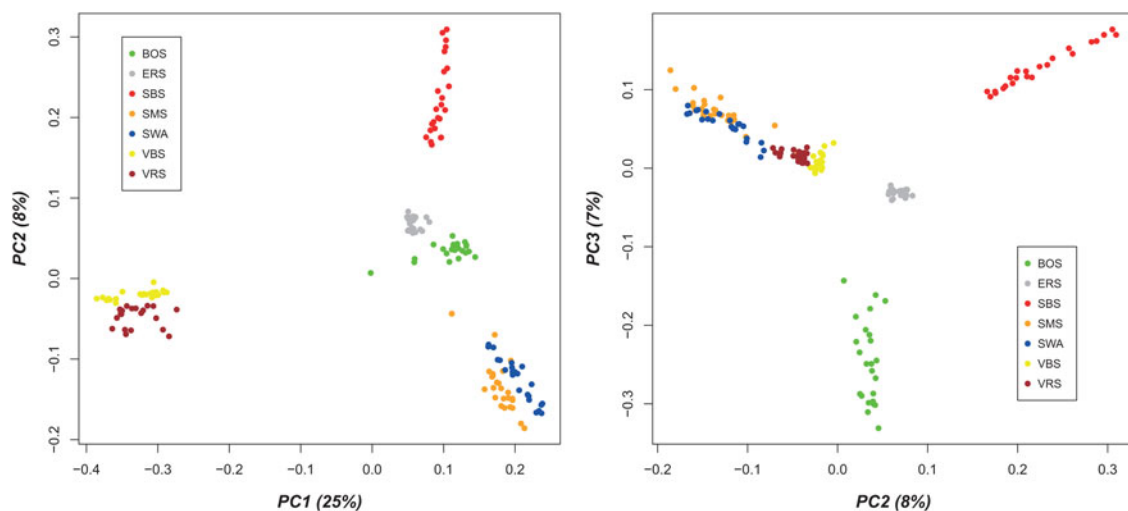 0.3
0.2
0.1
0.0
−0.1
−0.2
PC2 (8%)
BOS
ERS
SBS
SMS
SWA
VBS
VRS
−0.4 −0.3 −0.2 −0.1 0.0 0.1 0.2
PC1 (25%)
0.1
0.0
−0.1
−0.2
−0.3
PC3 (7%)
BOS
ERS
SBS
SMS
SWA
VBS
VRS
−0.2 −0.1 0.0 0.1 0.2 0.3
PC2 (8%)